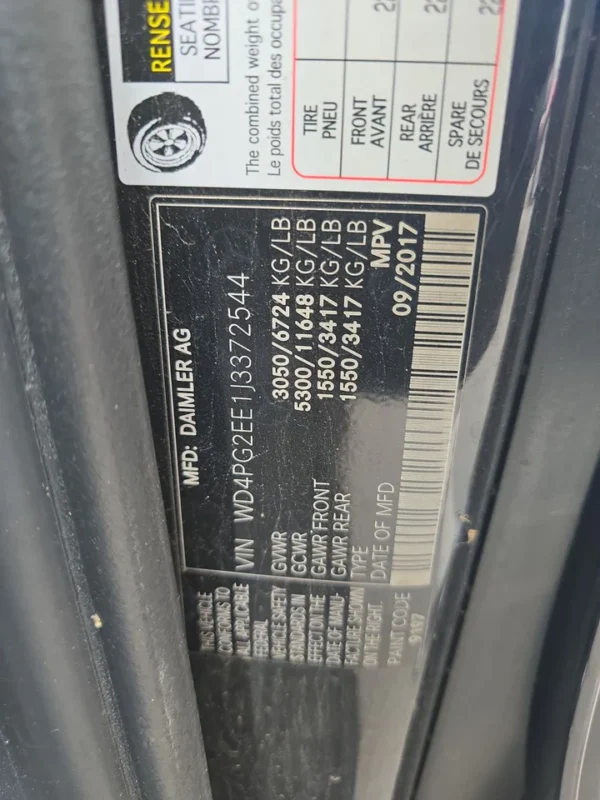 RENSE
SEATI
NOMBR
The combined weight o
Le poids total des occupa
TIRE
PNEU
FRONT
AVANT
REAR
ARRIÈRE
SPARE
DE SECOURS
MFD: DAIMLER AG
VIN WD4PG2EE1J3372544
GVWR 3050/6724 KG/LB
GCWR 5300/11648 KG/LB
GAWR FRONT 1550/3417 KG/LB
GAWR REAR 1550/3417 KG/LB
TYPE MPV
DATE OF MFD 09/2017
THIS VEHICLE
CONFORMS TO
ALL APPLICABLE
FEDERAL
VEHICLE SAFETY
STANDARDS IN
EFFECT ON THE
DATE OF MANU-
FACTURE SHOWN
ON THE RIGHT.
PAINT CODE
9197